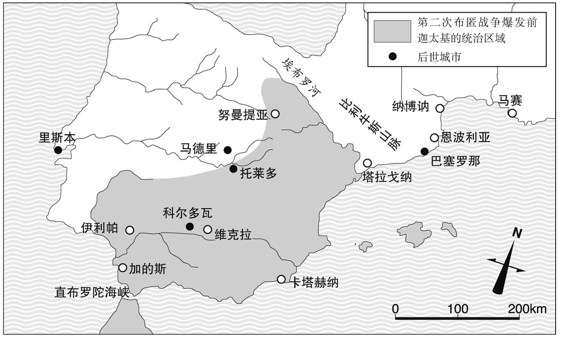 第二次布匿战争爆发前
迦太基的统治区域
后世城市
埃布罗河
比利牛斯山脉
纳博讷
马赛
努曼提亚
恩波利亚
里斯本
马德里
巴塞罗那
托莱多
塔拉戈纳
科尔多瓦
伊利帕
维克拉
N
加的斯
卡塔赫纳
直布罗陀海峡
0 100 200km